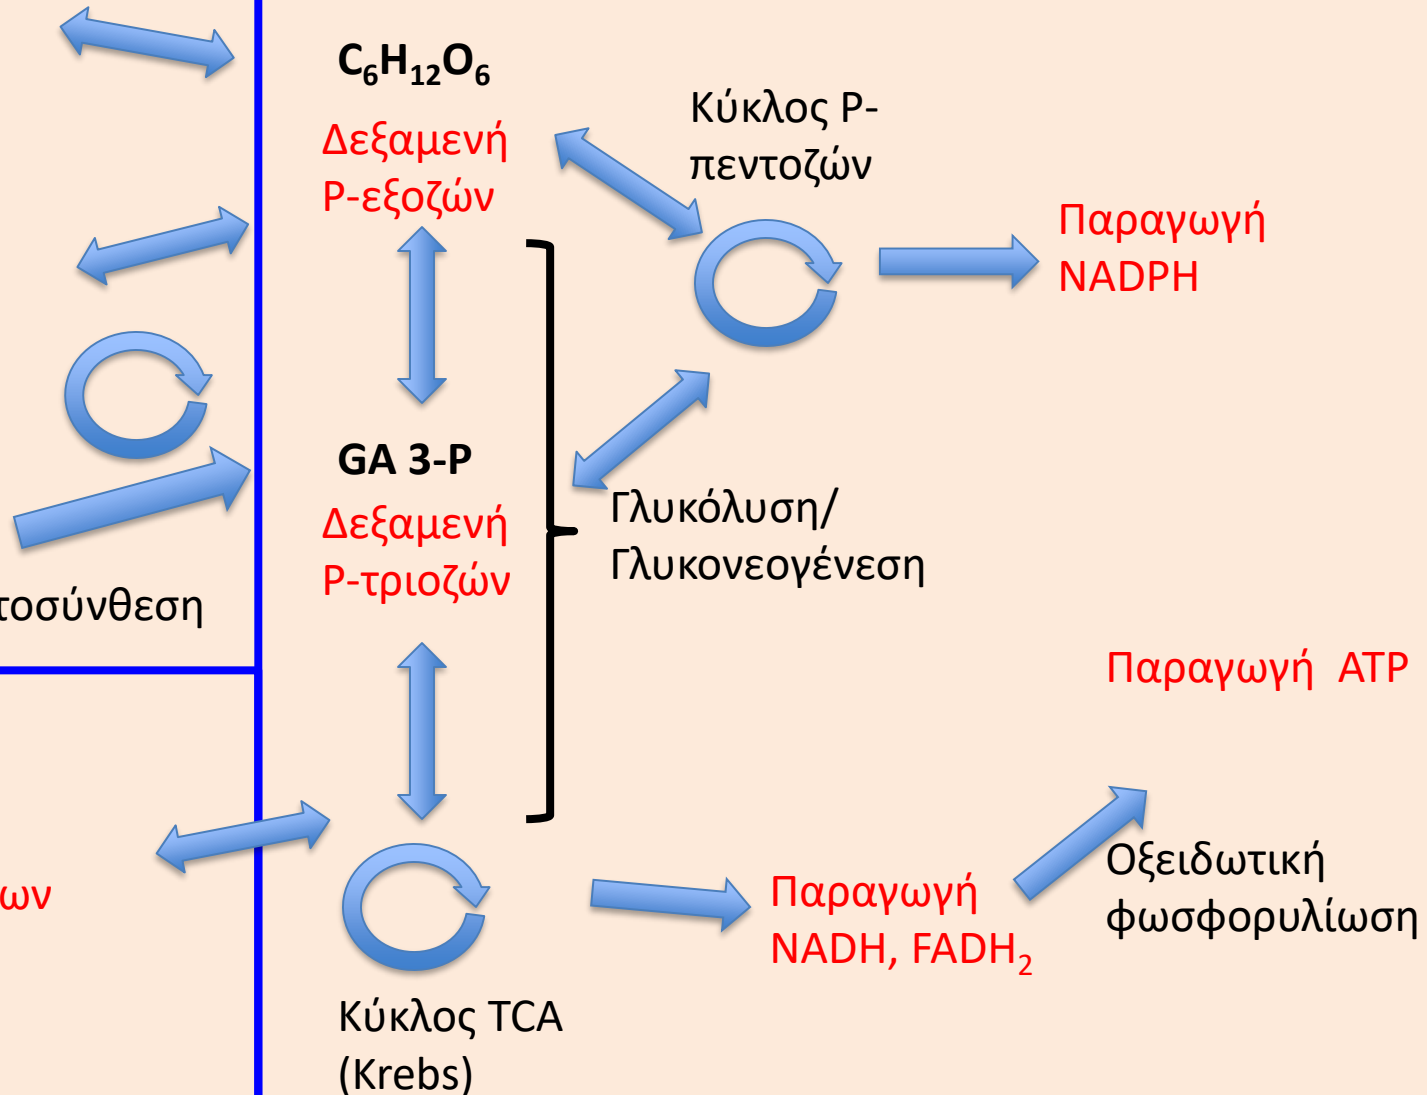 C₆H₁₂O₆
Δεξαμενή
P-εξοζών
Κύκλος P-
πεντοζών
Παραγωγή
NADPH
GA 3-P
Δεξαμενή
P-τριοζών
Γλυκόλυση/
Γλυκονεογένεση
τοσύνθεση
Παραγωγή ATP
Οξειδωτική
φωσφορυλίωση
ων
Παραγωγή
NADH, FADH₂
Κύκλος TCA
(Krebs)